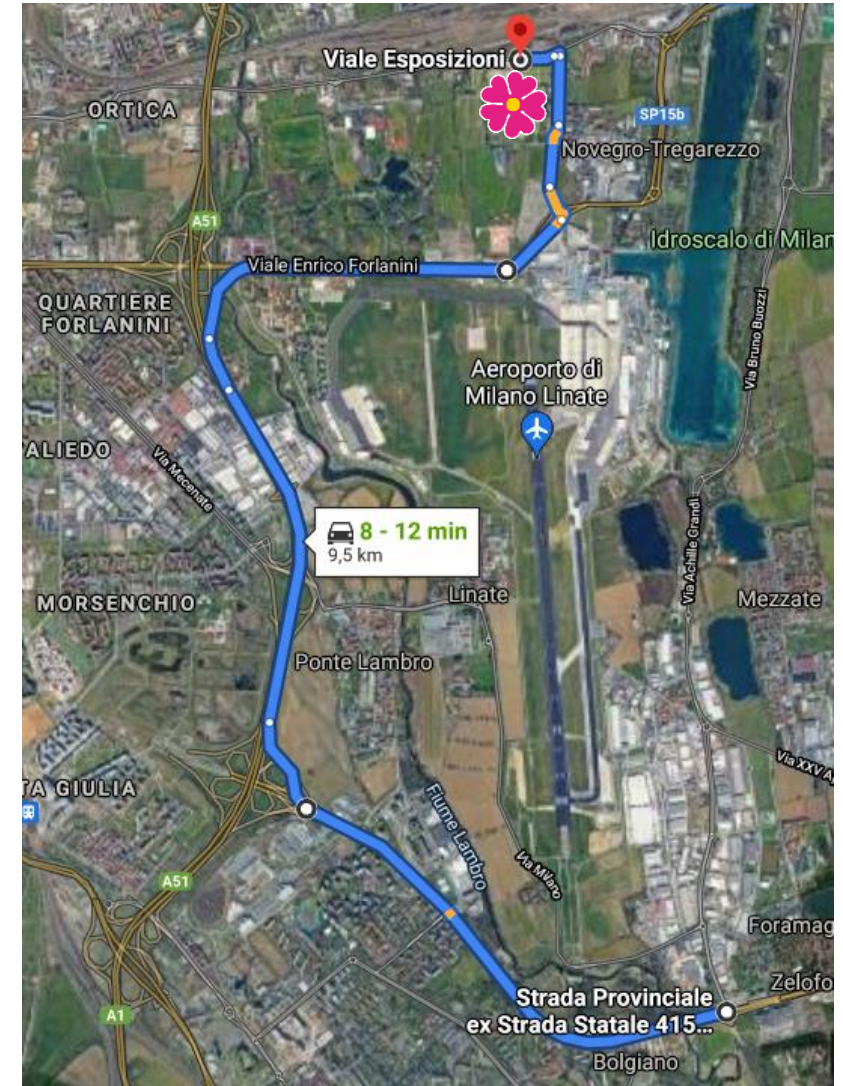 Viale Esposizioni
ORTICA
SP15b
Novegro-Tregarezzo
A51
Idroscalo di Milan
Viale Enrico Forlanini
QUARTIERE
FORLANINI
Via Bruno Buozzi
Aeroporto di
Milano Linate
ALIEDO
Via Mecenate
8 - 12 min
9,5 km
Via Achille Grandi
Linate
Mezzate
MORSENCHIO
Ponte Lambro
Via XXV A
TA GIULIA
Fiume Lambro
Via Milano
A51
Foramag
Zelofo
Strada Provinciale
ex Strada Statale 415...
A1
Bolgiano